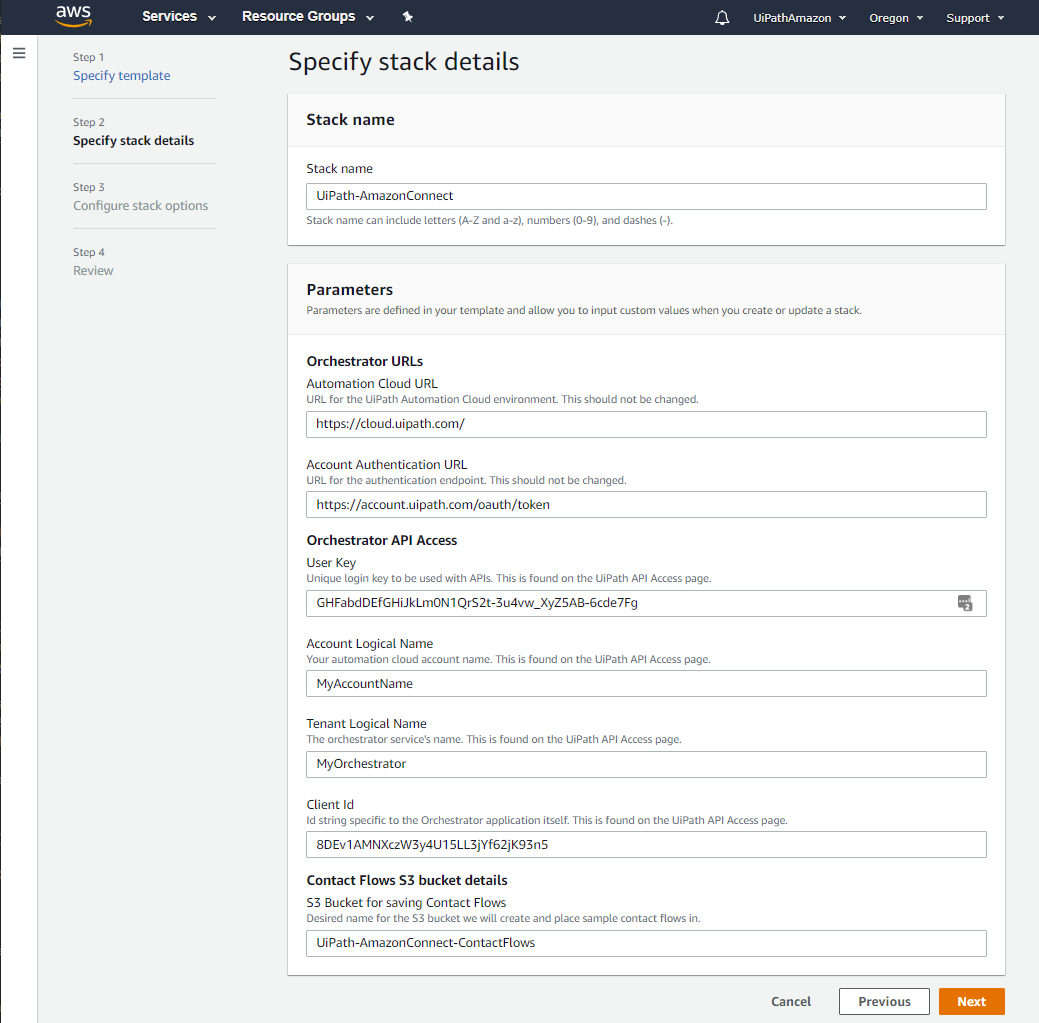 aws
Services
Resource Groups
UiPathAmazon
Oregon
Support
Step 1
Specify template
Step 2
Specify stack details
Step 3
Configure stack options
Step 4
Review
Specify stack details
Stack name
Stack name
UiPath-AmazonConnect
Stack name can include letters (A-Z and a-z), numbers (0-9), and dashes (-).
Parameters
Parameters are defined in your template and allow you to input custom values when you create or update a stack.
Orchestrator URLs
Automation Cloud URL
URL for the UiPath Automation Cloud environment. This should not be changed.
https://cloud.uipath.com/
Account Authentication URL
URL for the authentication endpoint. This should not be changed.
https://account.uipath.com/oauth/token
Orchestrator API Access
User Key
Unique login key to be used with APIs. This is found on the UiPath API Access page.
GHFabdDEfGHiJkLm0N1QrS2t-3u4vw_XyZ5AB-6cde7Fg
2
Account Logical Name
Your automation cloud account name. This is found on the UiPath API Access page.
MyAccountName
Tenant Logical Name
The orchestrator service's name. This is found on the UiPath API Access page.
MyOrchestrator
Client Id
Id string specific to the Orchestrator application itself. This is found on the UiPath API Access page.
8DEv1AMNXczW3y4U15LL3jYf62jK93n5
Contact Flows S3 bucket details
S3 Bucket for saving Contact Flows
Desired name for the S3 bucket we will create and place sample contact flows in.
UiPath-AmazonConnect-ContactFlows
Cancel
Previous
Next